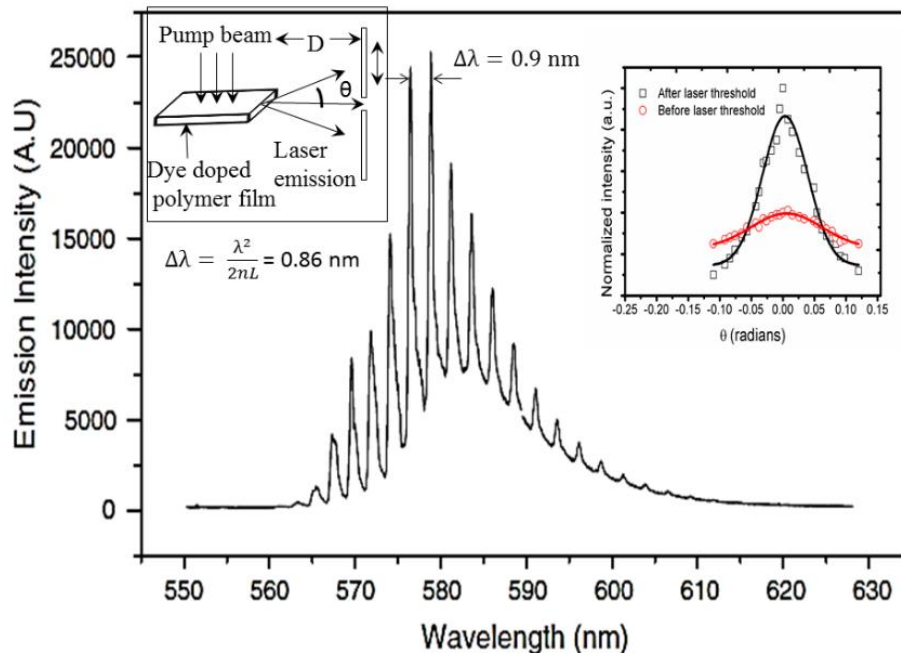 Pump beam
D
θ
Dye doped
polymer film
Laser
emission
Δλ = 0.9 nm
Δλ = λ²/2nL = 0.86 nm
Emission Intensity (A.U)
25000
20000
15000
10000
5000
0
550 560 570 580 590 600 610 620 630
Wavelength (nm)
Normalized intensity (a.u.)
After laser threshold
Before laser threshold
-0.25 -0.20 -0.15 -0.10 -0.05 0.00 0.05 0.10 0.15
θ (radians)